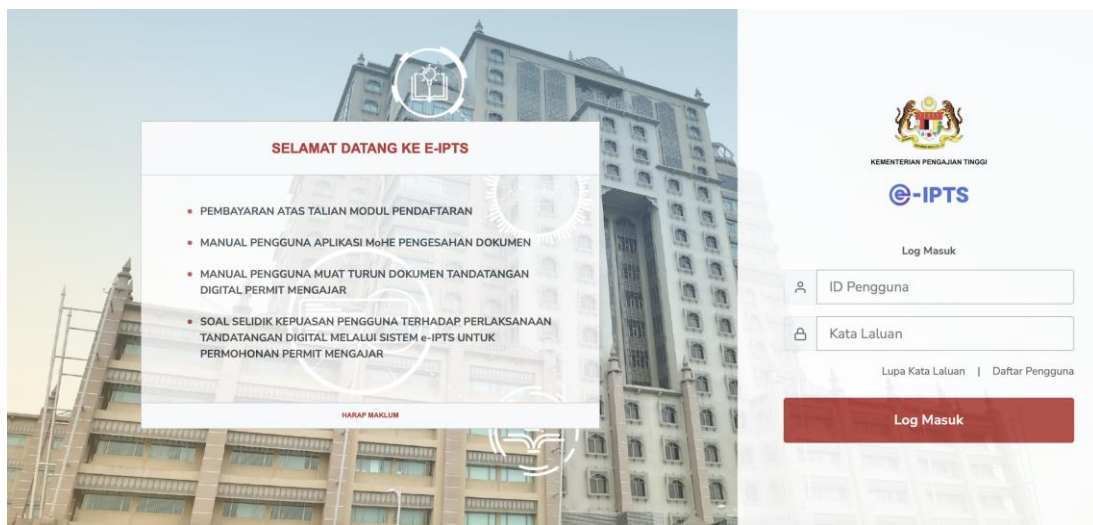 SELAMAT DATANG KE E-IPTS
PEMBAYARAN ATAS TALIAN MODUL PENDAFTARAN
MANUAL PENGGUNA APLIKASI MoHE PENGESAHAN DOKUMEN
MANUAL PENGGUNA MUAT TURUN DOKUMEN TANDATANGAN
DIGITAL PERMIT MENGAJAR
SOAL SELIDIK KEPUASAN PENGGUNA TERHADAP PERLAKSANAAN
TANDATANGAN DIGITAL MELALUI SISTEM e-IPTS UNTUK
PERMOHONAN PERMIT MENGAJAR
HARAP MAKLUM
KEMENTERIAN PENGAJIAN TINGGI
e-IPTS
Log Masuk
ID Pengguna
Kata Laluan
Lupa Kata Laluan | Daftar Pengguna
Log Masuk